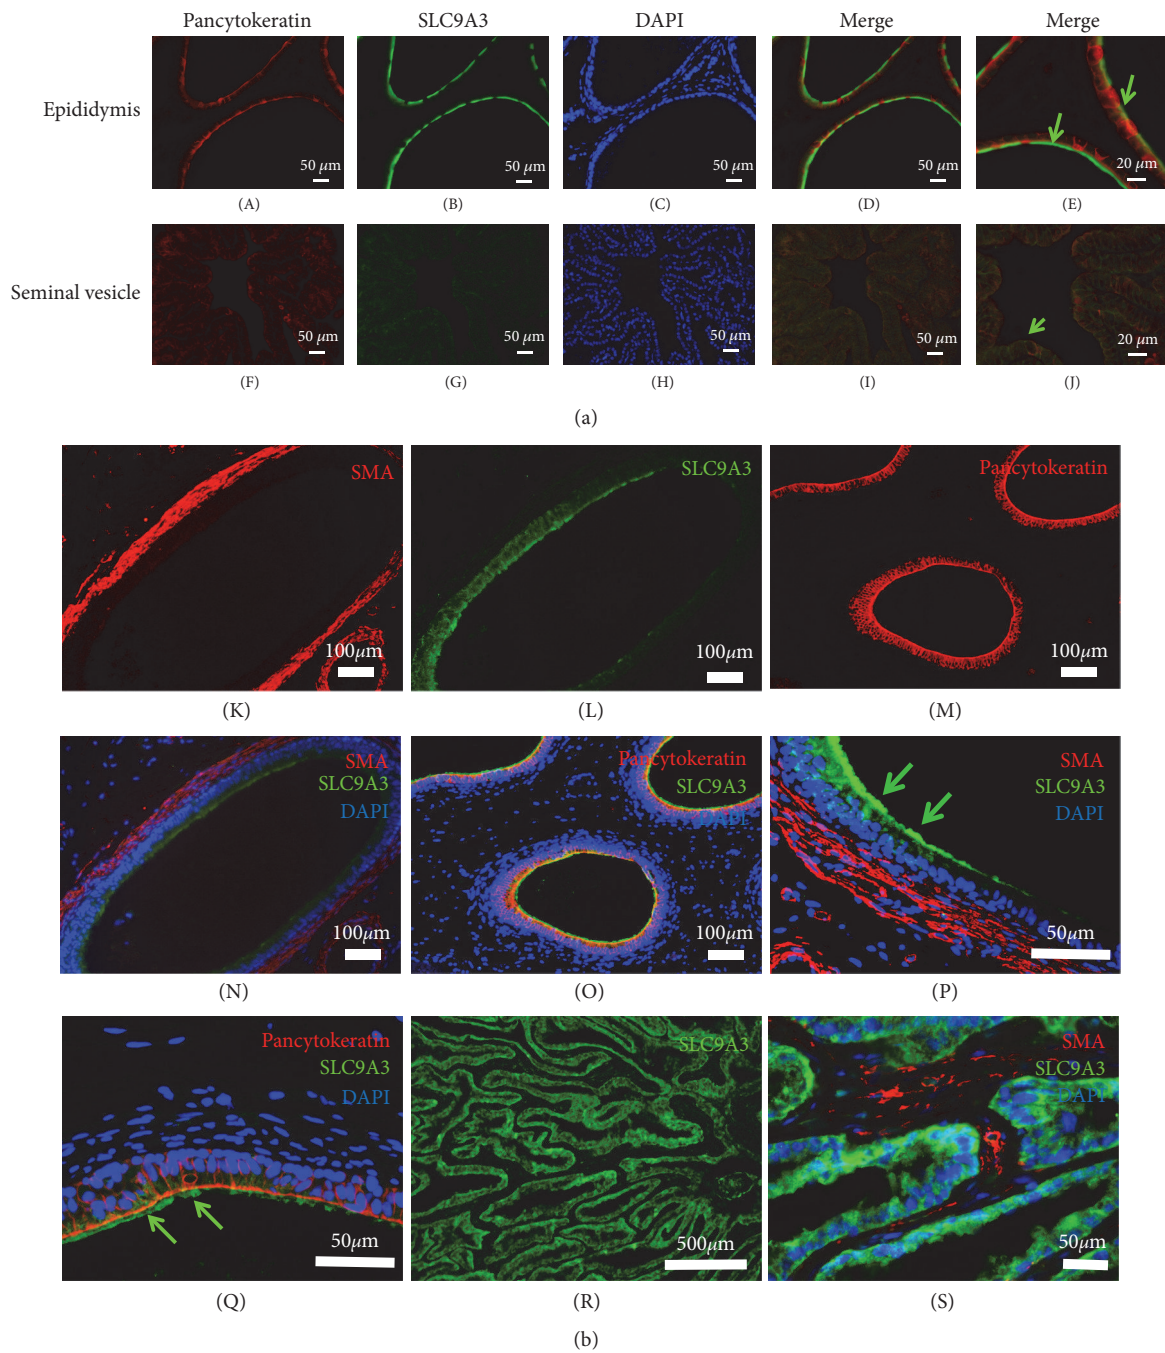 Pancytokeratin SLC9A3 DAPI Merge Merge
Epididymis
50 μm 50 μm 50 μm 50 μm 20 μm
(A) (B) (C) (D) (E)
Seminal vesicle
50 μm 50 μm 50 μm 50 μm 20 μm
(F) (G) (H) (I) (J)
(a)
SMA SLC9A3 Pancytokeratin
100μm 100μm 100μm
(K) (L) (M)
SMA Pancytokeratin SMA
SLC9A3 SLC9A3 SLC9A3
DAPI DAPI DAPI
100μm 100μm 50μm
(N) (O) (P)
Pancytokeratin SLC9A3 SMA
SLC9A3 SLC9A3
DAPI DAPI
50μm 500μm 50μm
(Q) (R) (S)
(b)